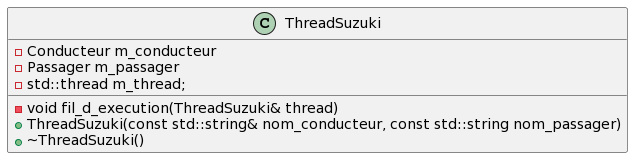 C ThreadSuzuki
Conducteur m_conducteur
Passager m_passager
std::thread m_thread;
void fil_d_execution(ThreadSuzuki& thread)
ThreadSuzuki(const std::string& nom_conducteur, const std::string nom_passager)
~ThreadSuzuki()